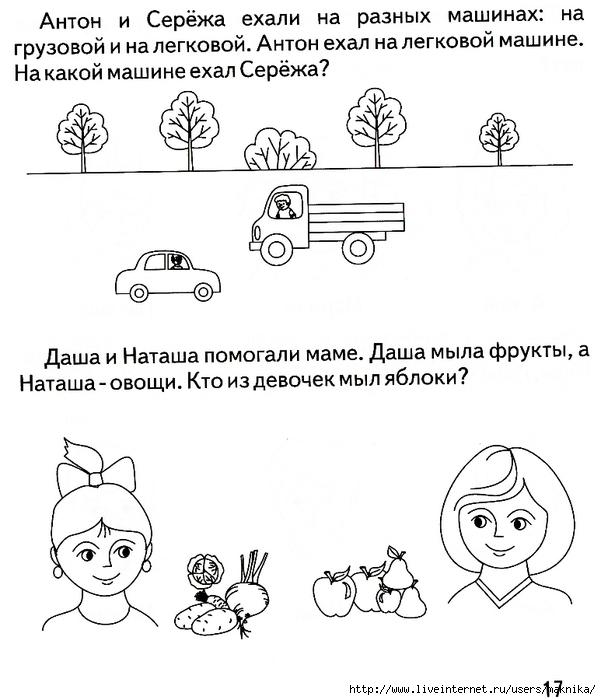 Антон и Серёжа ехали на разных машинах: на
грузовой и на легковой. Антон ехал на легковой машине.
На какой машине ехал Серёжа?
Даша и Наташа помогали маме. Даша мыла фрукты, а
Наташа - овощи. Кто из девочек мыл яблоки?
17
http://www.liveinternet.ru/users/maknika/